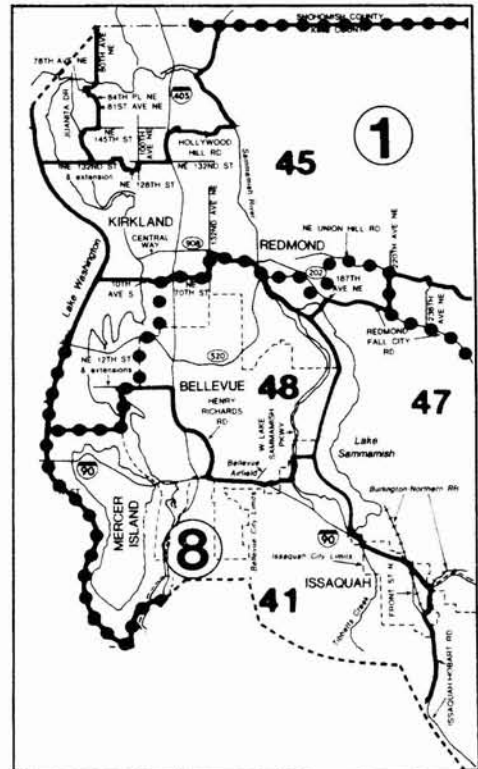 SNOHOMISH COUNTY
KING COUNTY
78TH AVE NE
80TH AVE NE
JUANITA DR
84TH PL NE
81ST AVE NE
405
1
45
NE 145TH ST
100TH AVE NE
HOLLYWOOD HILL RD
NE 132ND ST & extension
NE 132ND ST
NE 128TH ST
Sammamish River
KIRKLAND
132ND AVE NE
CENTRAL WAY
908
REDMOND
NE UNION HILL RD
220TH AVE NE
Lake Washington
10TH AVE S
NE 70TH ST
202
187TH AVE NE
236TH AVE NE
REDMOND FALL CITY RD
520
NE 12TH ST & extensions
BELLEVUE
48
47
HENRY RICHARDS RD
W. LAKE SAMMAMISH PKWY
Lake Sammamish
90
Bellevue Airfield
MERCER ISLAND
Burlington Northern RR
8
Bellevue City Limits
90
Issaquah City Limits
ISSAQUAH
FRONT ST N
41
Tibbetts Creek
ISSAQUAH HOBART RD